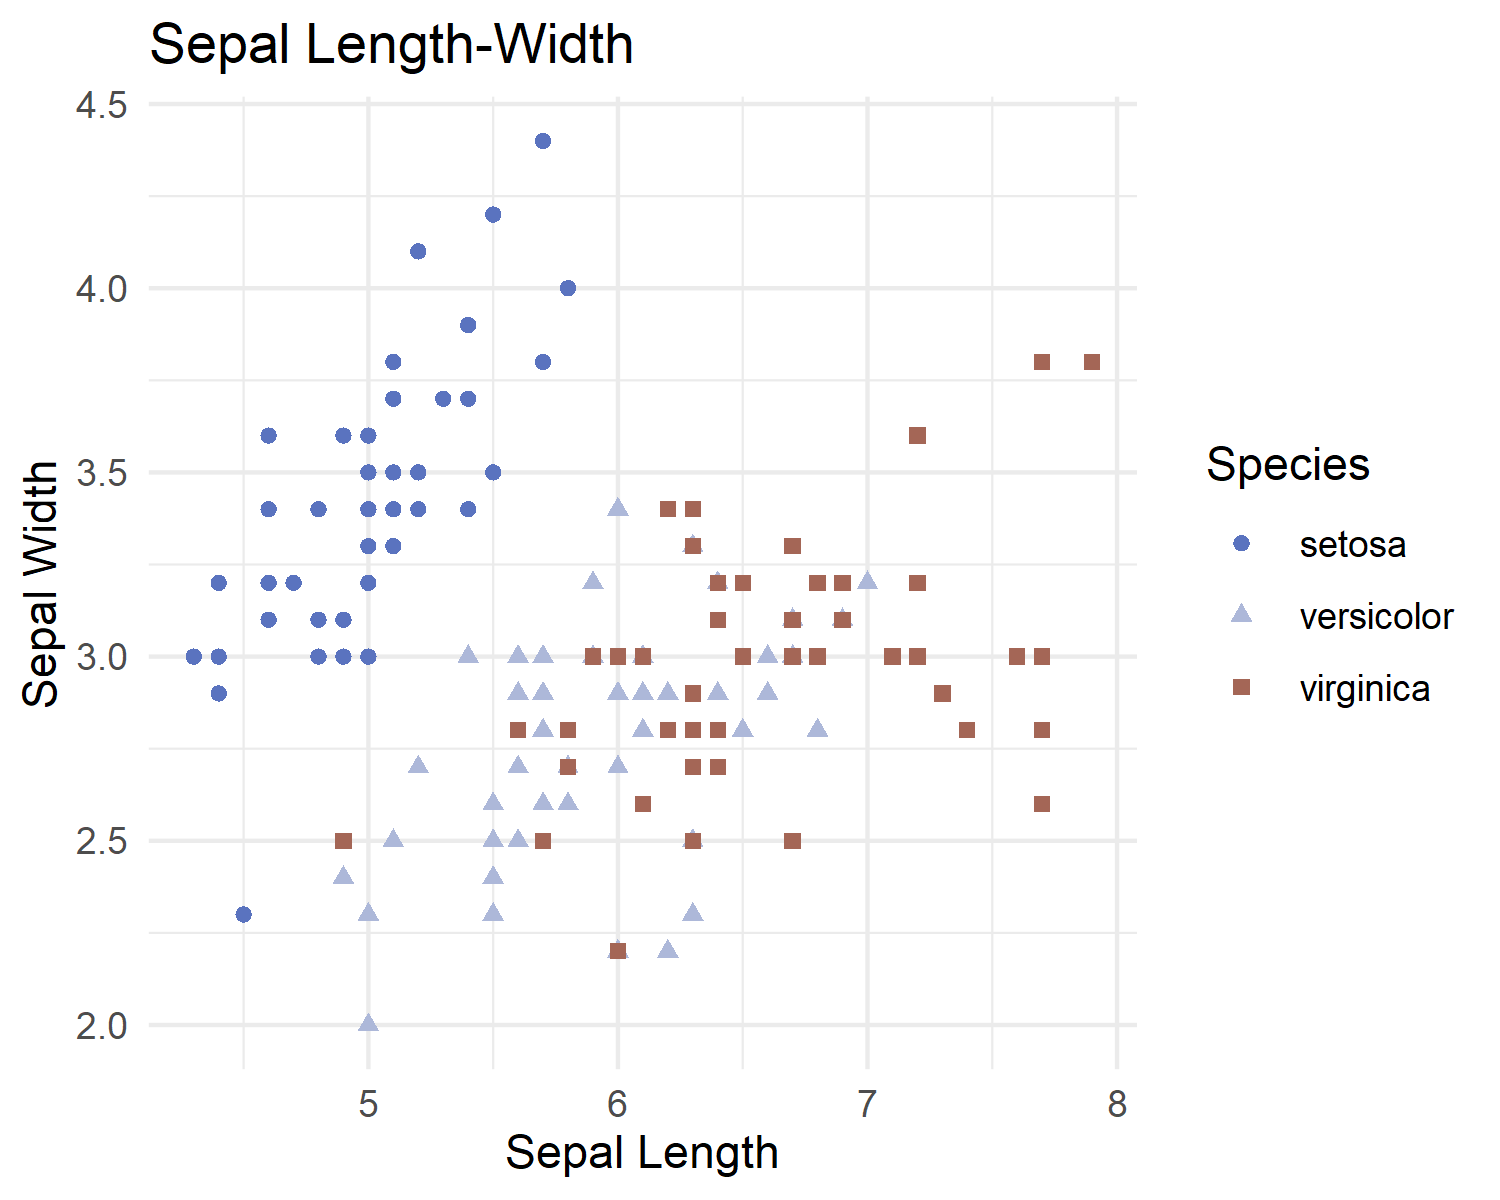 Sepal Length-Width
4.5
4.0
3.5
3.0
2.5
2.0
Sepal Width
5 6 7 8
Sepal Length
Species
setosa
versicolor
virginica